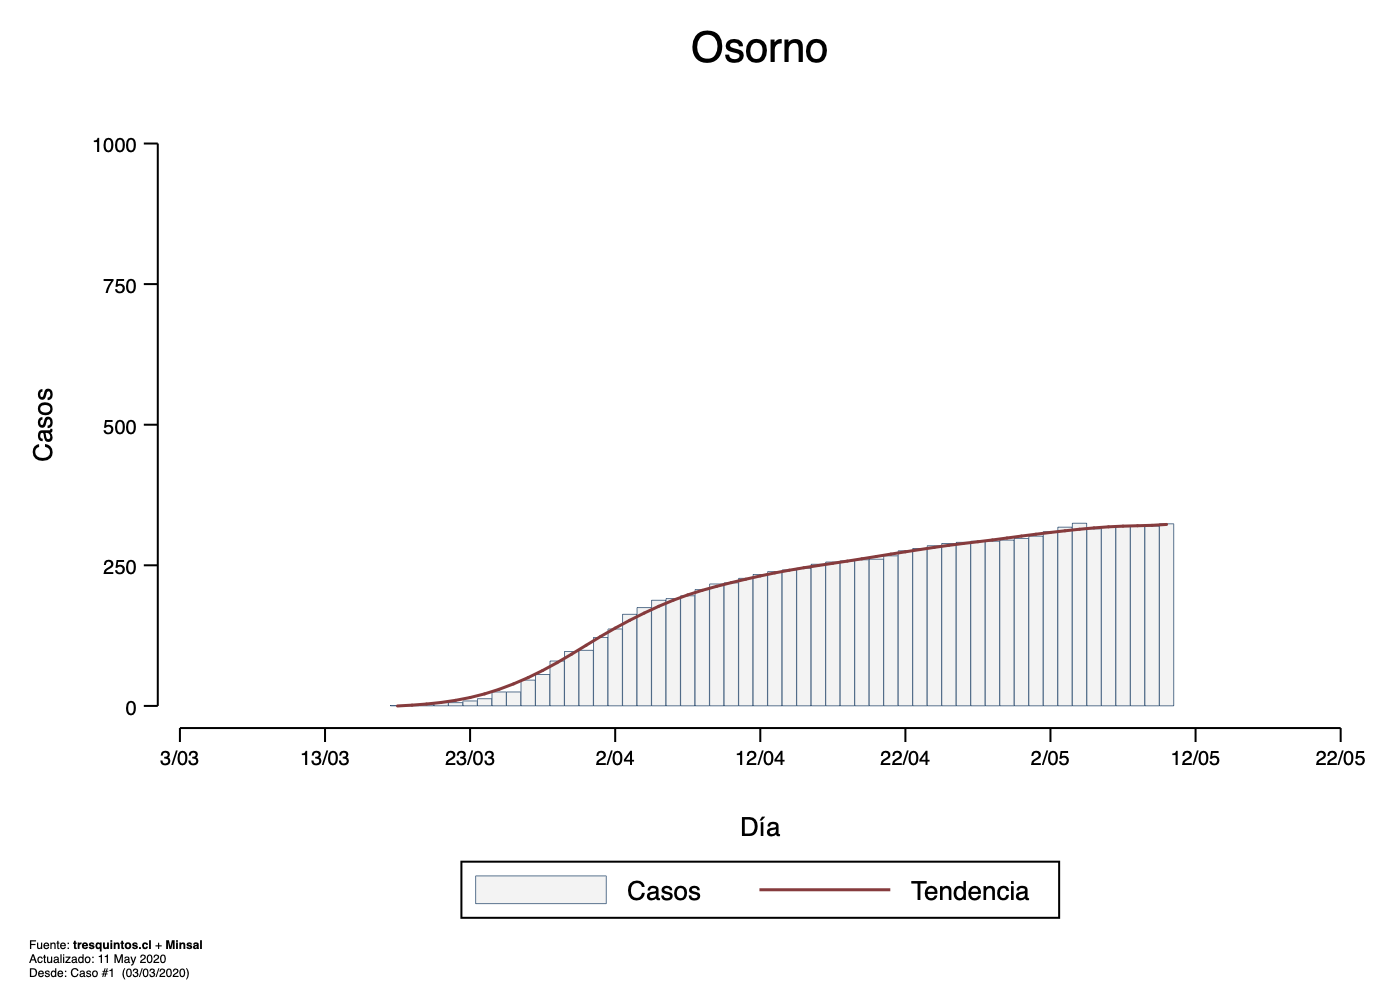 Osorno
1000
750
500
250
0
Casos
3/03 13/03 23/03 2/04 12/04 22/04 2/05 12/05 22/05
Día
Casos Tendencia
Fuente: tresquintos.cl + Minsal
Actualizado: 11 May 2020
Desde: Caso #1 (03/03/2020)